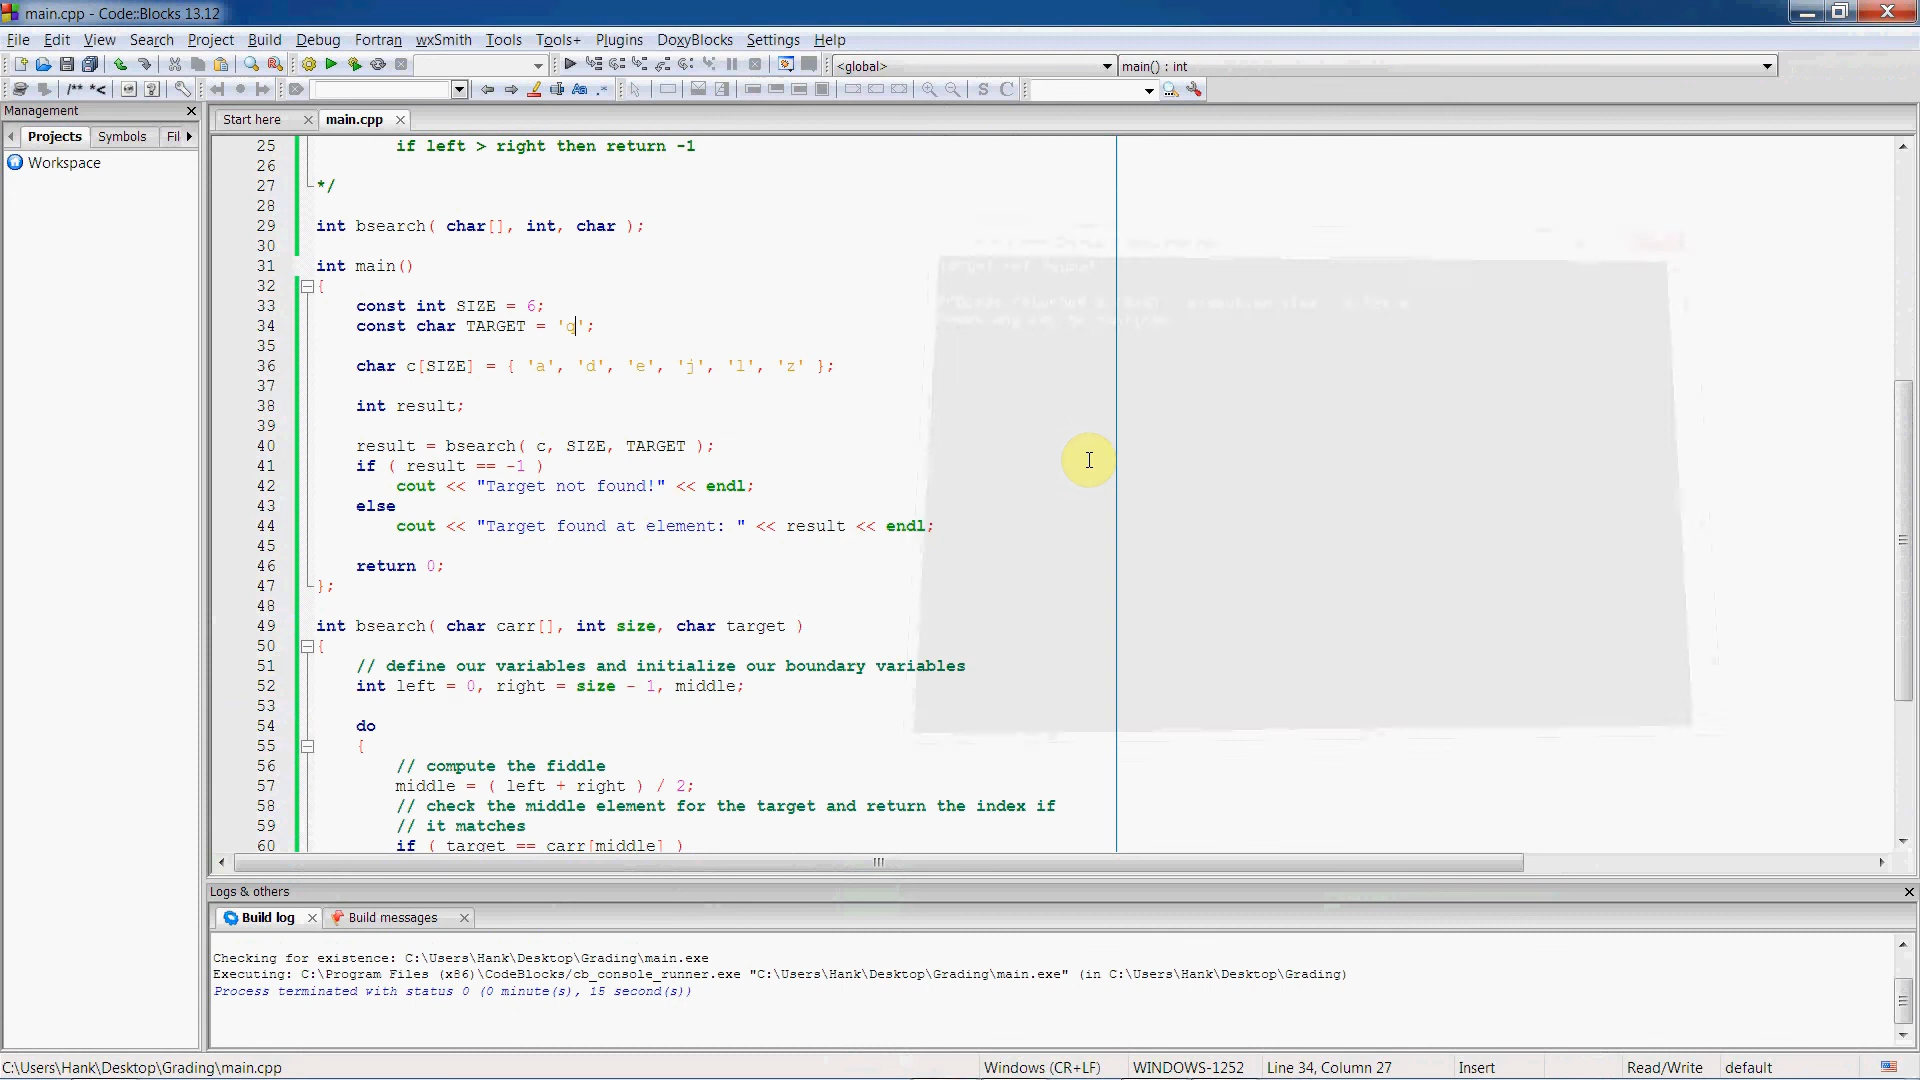 main.cpp - Code::Blocks 13.12
File Edit View Search Project Build Debug Fortran wxSmith Tools Tools+ Plugins DoxyBlocks Settings Help
<global> main() : int
/** *<
Management
Start here main.cpp
Projects Symbols Fil
Workspace
25 if left > right then return -1
26
27 */
28
29 int bsearch( char[], int, char );
30
31 int main()
32 {
33 const int SIZE = 6;
34 const char TARGET = 'q';
35
36 char c[SIZE] = { 'a', 'd', 'e', 'j', 'l', 'z' };
37
38 int result;
39
40 result = bsearch( c, SIZE, TARGET );
41 if ( result == -1 )
42 cout << "Target not found!" << endl;
43 else
44 cout << "Target found at element: " << result << endl;
45
46 return 0;
47 };
48
49 int bsearch( char carr[], int size, char target )
50 {
51 // define our variables and initialize our boundary variables
52 int left = 0, right = size - 1, middle;
53
54 do
55 {
56 // compute the fiddle
57 middle = ( left + right ) / 2;
58 // check the middle element for the target and return the index if
59 // it matches
60 if ( target == carr[middle] )
Logs & others
Build log Build messages
Checking for existence: C:\Users\Hank\Desktop\Grading\main.exe
Executing: C:\Program Files (x86)\CodeBlocks/cb_console_runner.exe "C:\Users\Hank\Desktop\Grading\main.exe" (in C:\Users\Hank\Desktop\Grading)
Process terminated with status 0 (0 minute(s), 15 second(s))
C:\Users\Hank\Desktop\Grading\main.cpp Windows (CR+LF) WINDOWS-1252 Line 34, Column 27 Insert Read/Write default